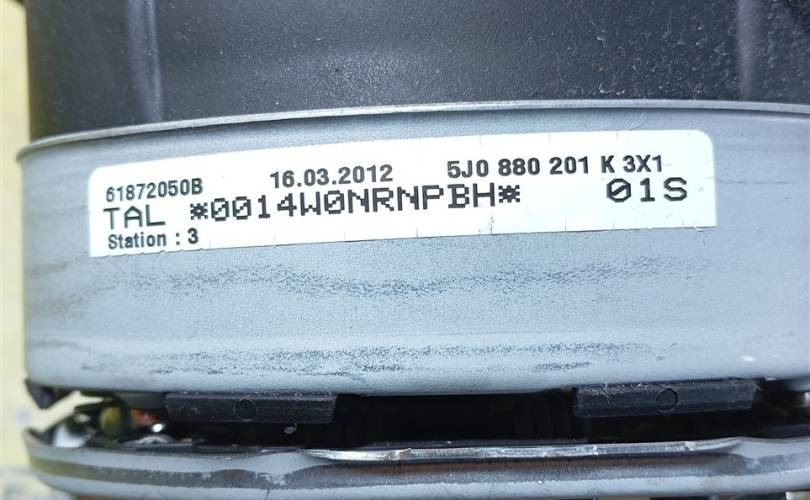 61872050B 16.03.2012 5J0 880 201 K 3X1
TAL *0014W0NRNPBH* 01S
Station : 3